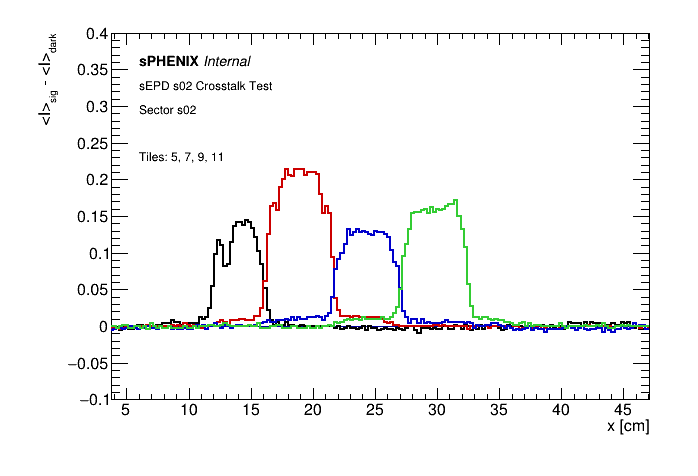 0.4
0.35
0.3
0.25
0.2
0.15
0.1
0.05
0
−0.05
−0.1
<I>sig - <I>dark
sPHENIX Internal
sEPD s02 Crosstalk Test
Sector s02
Tiles: 5, 7, 9, 11
5 10 15 20 25 30 35 40 45
x [cm]